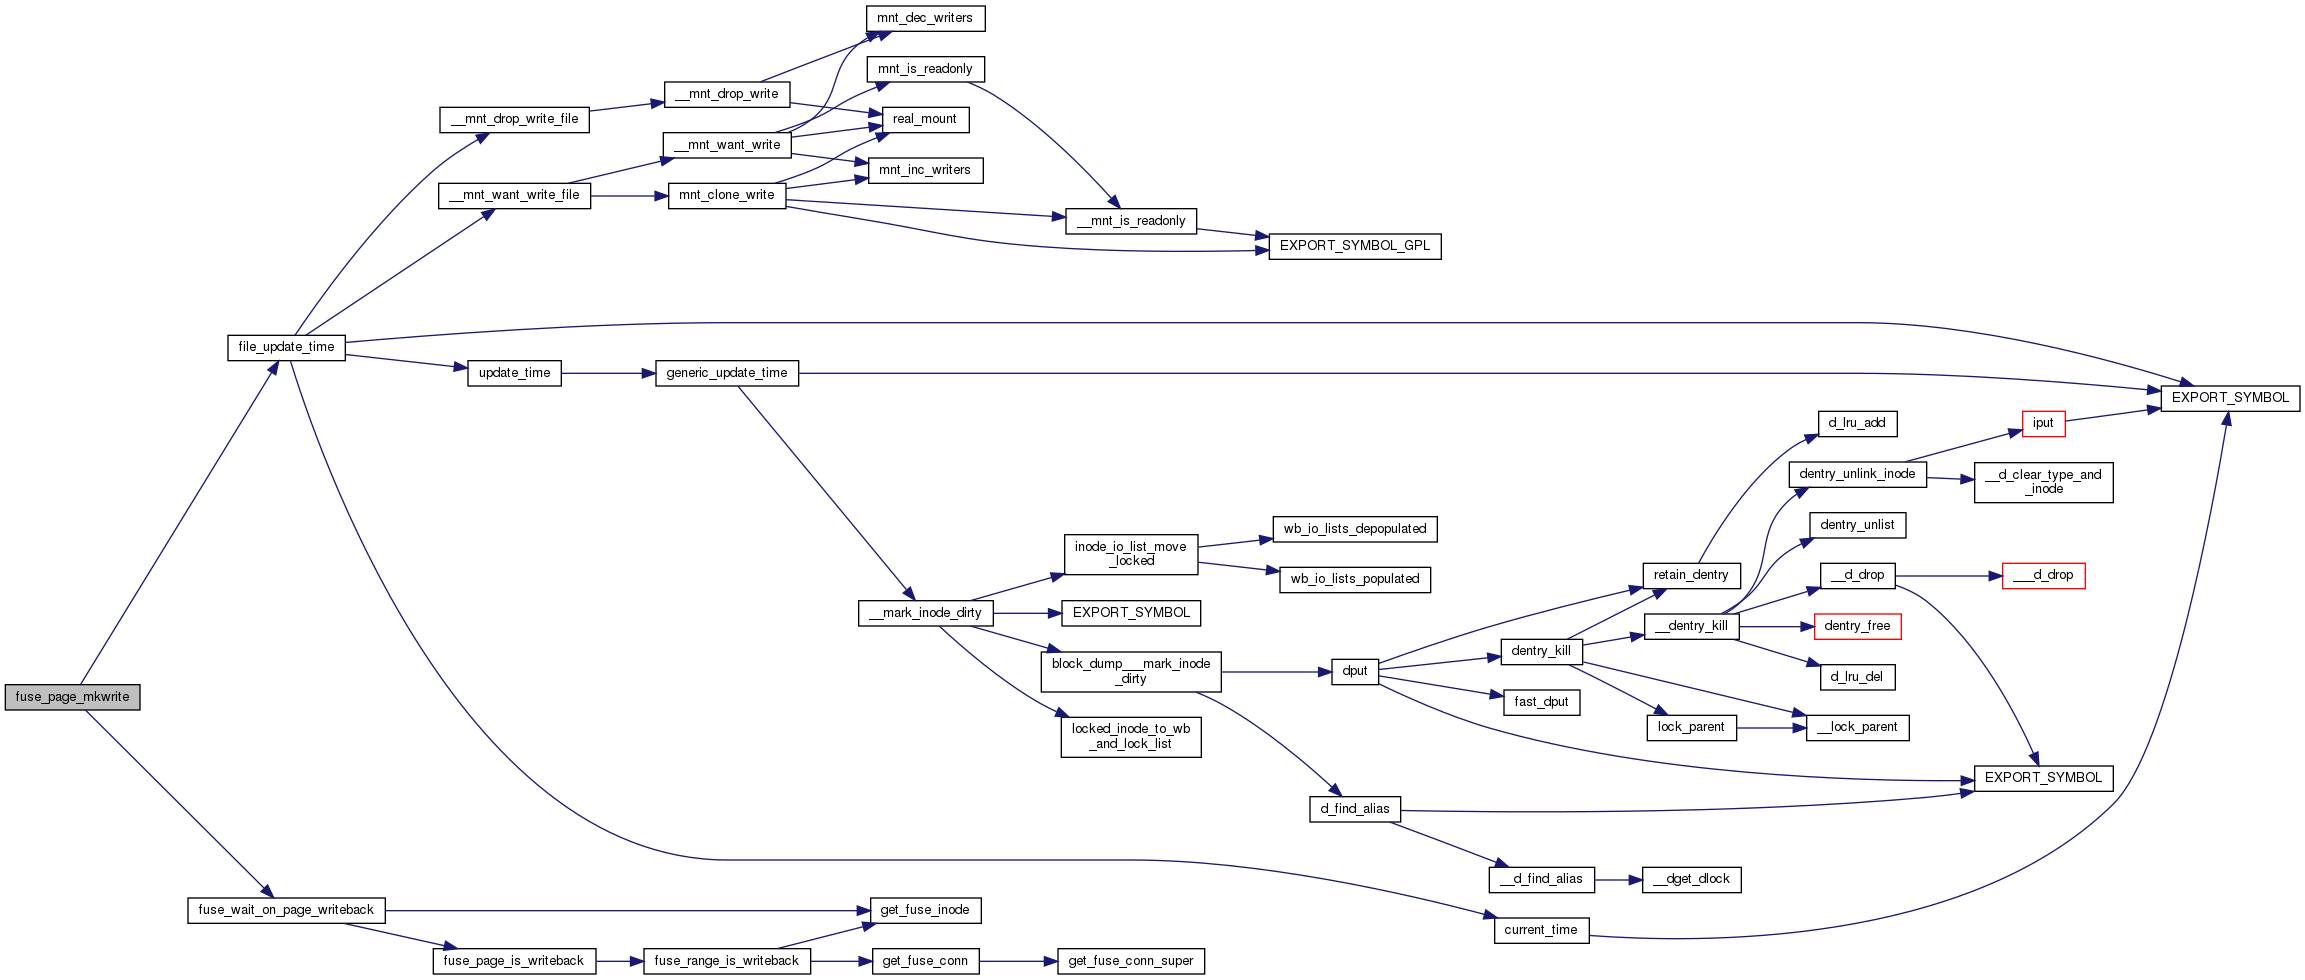 mnt_dec_writers
mnt_is_readonly
__mnt_drop_write
__mnt_drop_write_file
real_mount
__mnt_want_write
mnt_inc_writers
__mnt_want_write_file
mnt_clone_write
__mnt_is_readonly
EXPORT_SYMBOL_GPL
file_update_time
update_time
generic_update_time
EXPORT_SYMBOL
d_lru_add
iput
dentry_unlink_inode
__d_clear_type_and
_inode
dentry_unlist
wb_io_lists_depopulated
inode_io_list_move
_locked
wb_io_lists_populated
retain_dentry
__d_drop
___d_drop
__mark_inode_dirty
EXPORT_SYMBOL
__dentry_kill
dentry_free
dentry_kill
block_dump___mark_inode
_dirty
dput
d_lru_del
fuse_page_mkwrite
fast_dput
lock_parent
__lock_parent
locked_inode_to_wb
_and_lock_list
EXPORT_SYMBOL
d_find_alias
__d_find_alias
__dget_dlock
fuse_wait_on_page_writeback
get_fuse_inode
current_time
fuse_page_is_writeback
fuse_range_is_writeback
get_fuse_conn
get_fuse_conn_super